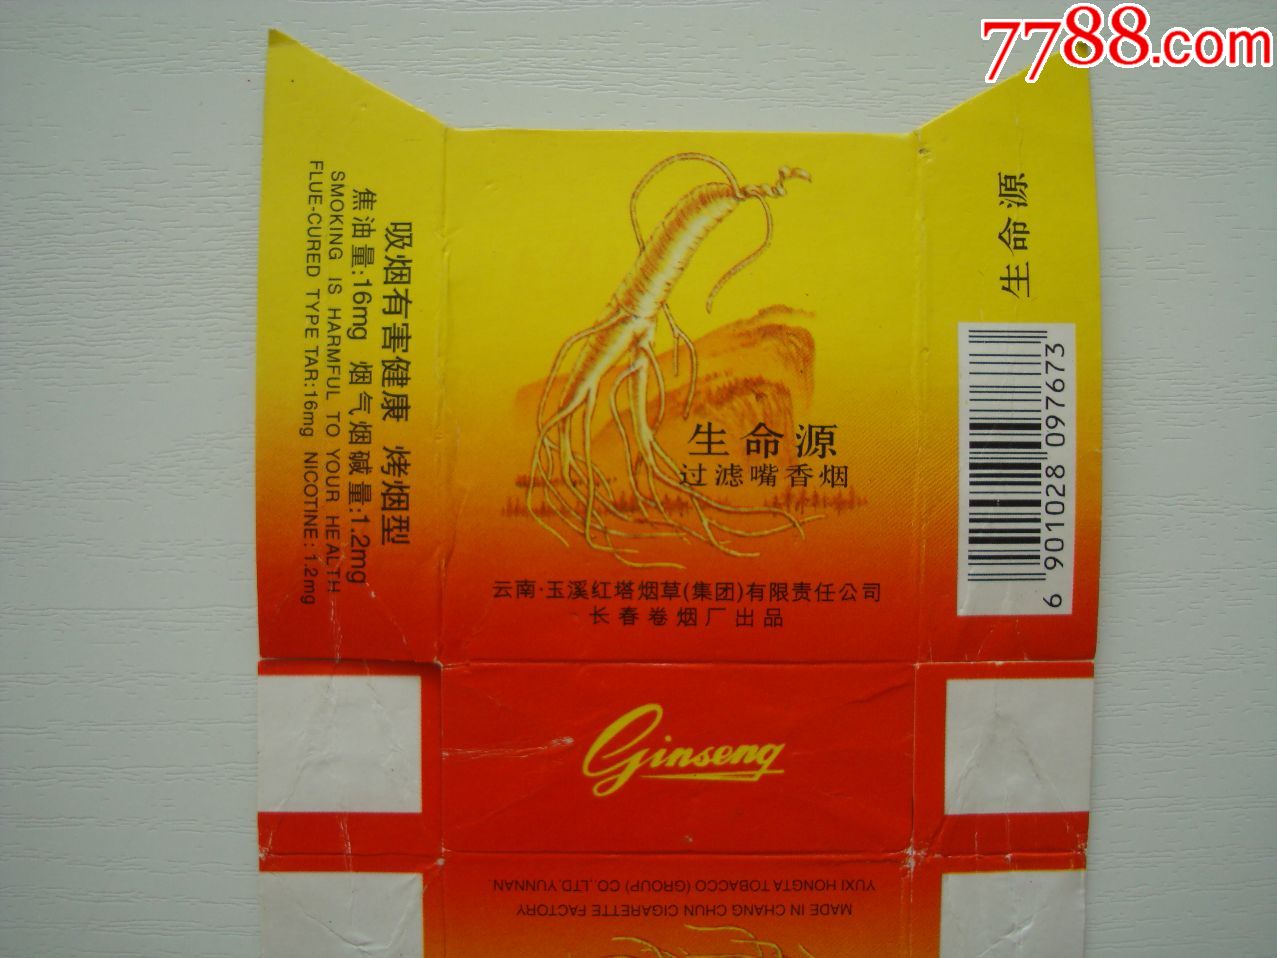 7788.com
吸烟有害健康 烤烟型
焦油量:16mg 烟气烟碱量:1.2mg
SMOKING IS HARMFUL TO YOUR HEALTH
FLUE-CURED TYPE TAR:16mg NICOTINE:1.2mg
生命源
过滤嘴香烟
云南·玉溪红塔烟草(集团)有限责任公司
长春卷烟厂出品
生命源
6 901028 097673
Ginseng
YUXI HONGTA TOBACCO (GROUP) CO.,LTD.YUNNAN
MADE IN CHANG CHUN CIGARETTE FACTORY